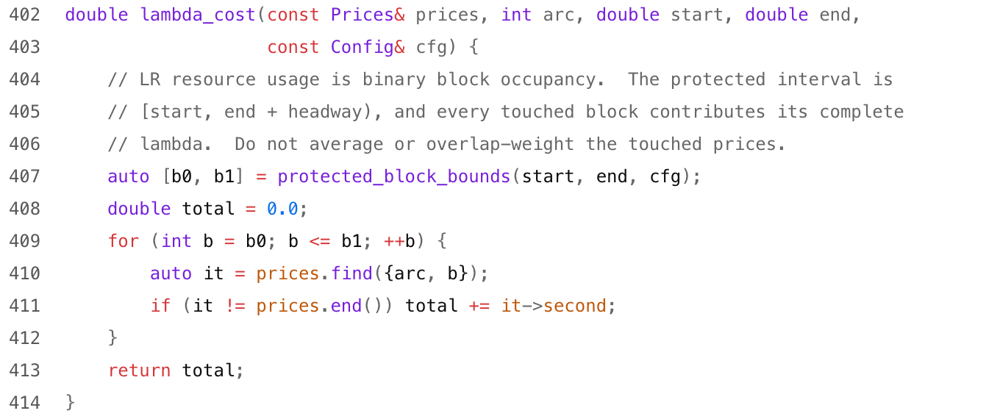 402 double lambda_cost(const Prices& prices, int arc, double start, double end,
403                    const Config& cfg) {
404     // LR resource usage is binary block occupancy.  The protected interval is
405     // [start, end + headway), and every touched block contributes its complete
406     // lambda.  Do not average or overlap-weight the touched prices.
407     auto [b0, b1] = protected_block_bounds(start, end, cfg);
408     double total = 0.0;
409     for (int b = b0; b <= b1; ++b) {
410         auto it = prices.find({arc, b});
411         if (it != prices.end()) total += it->second;
412     }
413     return total;
414 }